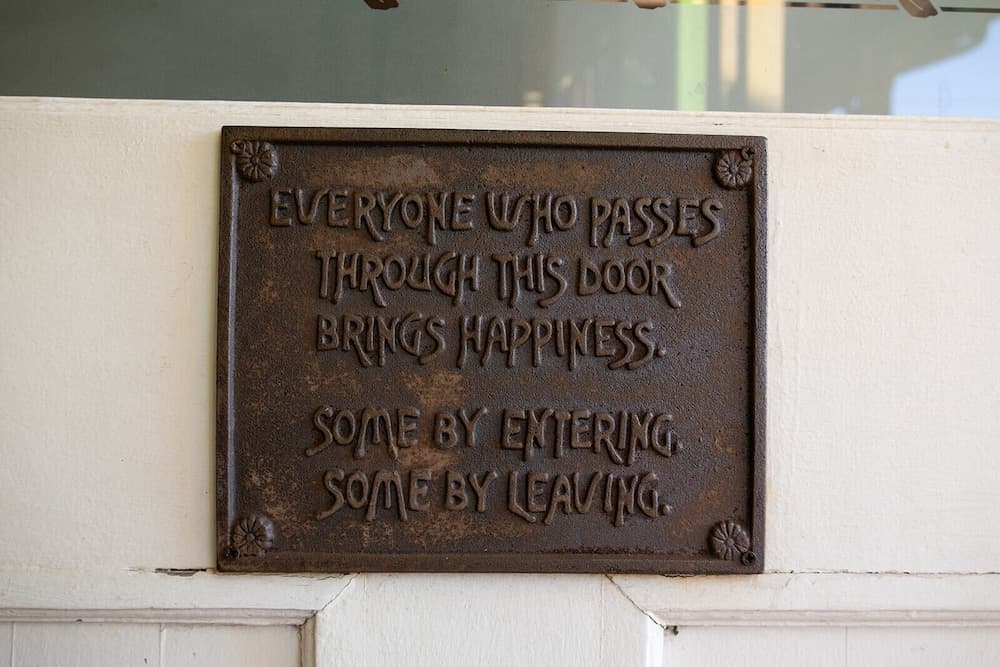 EVERYONE WHO PASSES
THROUGH THIS DOOR
BRINGS HAPPINESS.
SOME BY ENTERING.
SOME BY LEAVING.